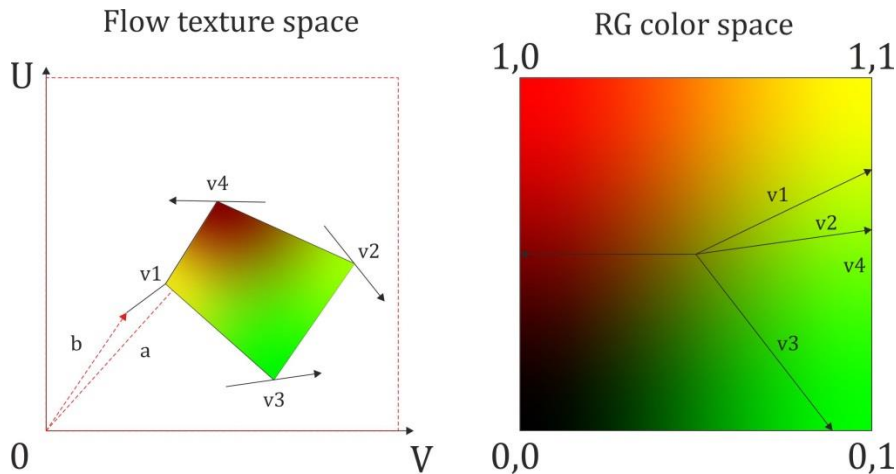 Flow texture space
U
v4
v2
v1
b
a
v3
0
V
RG color space
1,0
1,1
v1
v2
v4
v3
0,0
0,1